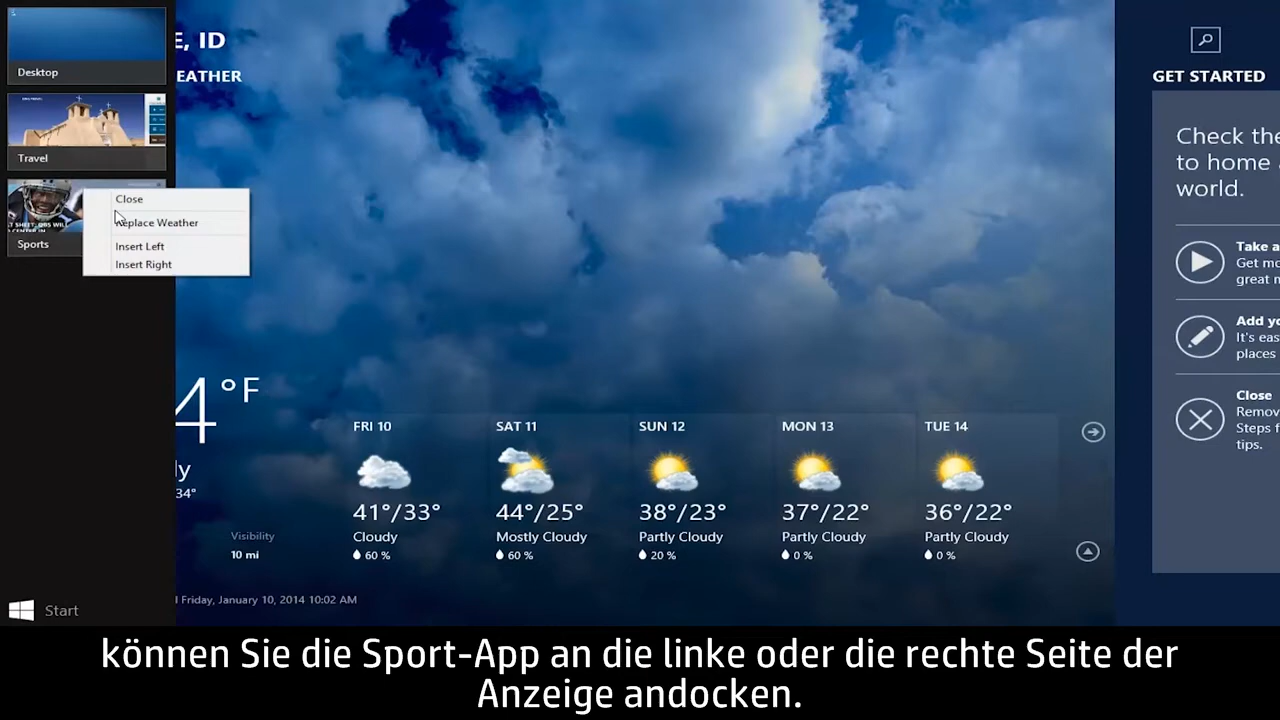 Desktop
Travel
Sports
Close
Replace Weather
Insert Left
Insert Right
Start
E, ID
EATHER
4°F
ly
34°
Visibility
10 mi
FRI 10
41°/33°
Cloudy
60 %
SAT 11
44°/25°
Mostly Cloudy
60 %
SUN 12
38°/23°
Partly Cloudy
20 %
MON 13
37°/22°
Partly Cloudy
0 %
TUE 14
36°/22°
Partly Cloudy
0 %
Friday, January 10, 2014 10:02 AM
GET STARTED
Check the
to home
world.
Take a
Get mo
great m
Add yo
It's eas
places
Close
Remov
Steps f
tips.
können Sie die Sport-App an die linke oder die rechte Seite der
Anzeige andocken.